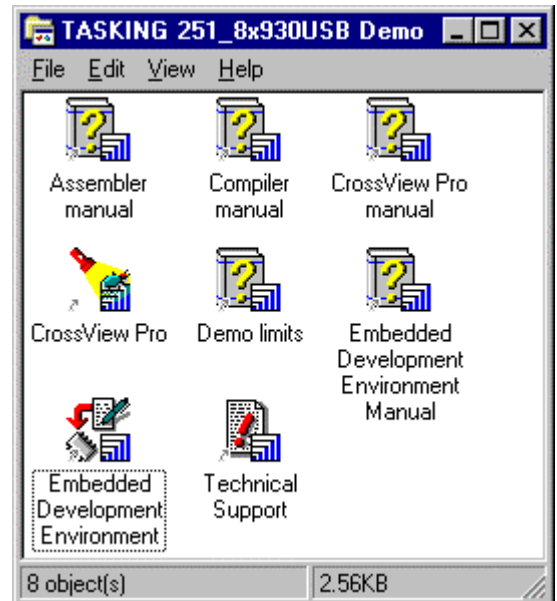 TASKING 251_8x930USB Demo
File Edit View Help
Assembler
manual
Compiler
manual
CrossView Pro
manual
CrossView Pro
Demo limits
Embedded
Development
Environment
Manual
Embedded
Development
Environment
Technical
Support
8 object(s)
2.56KB